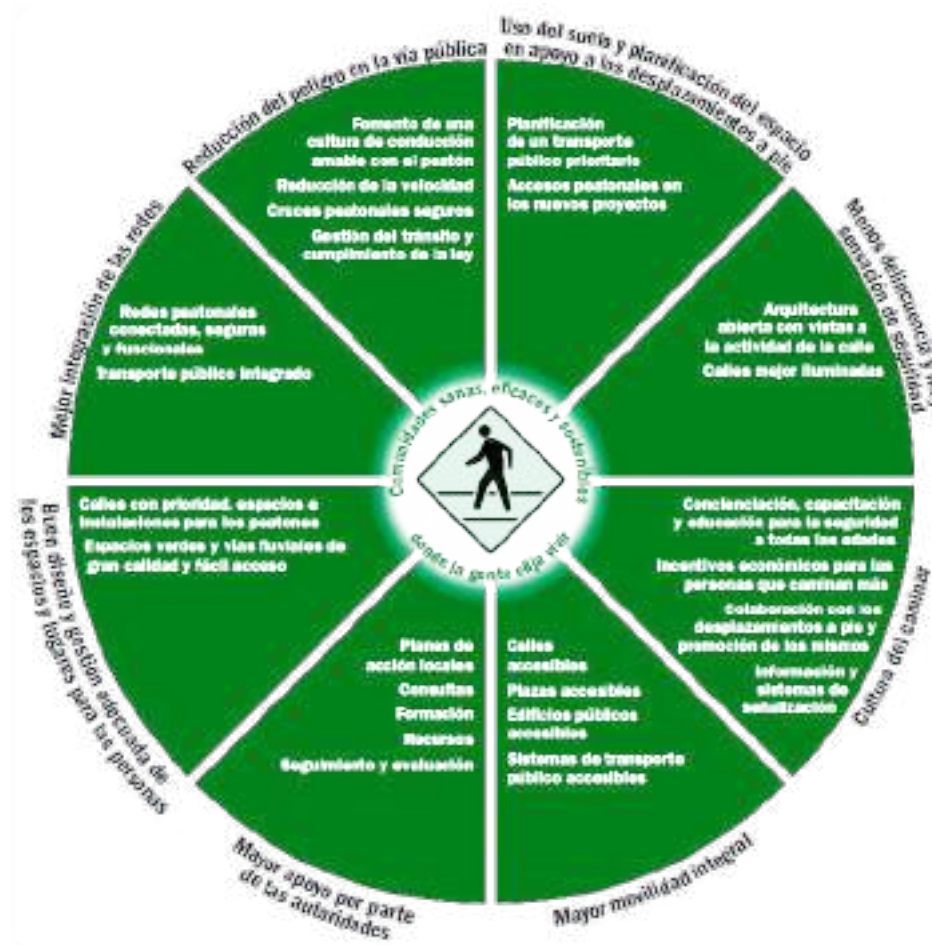 Uso del suelo y planificación del espacio
en apoyo a los desplazamientos a pie
Planificación
de un transporte
público prioritario
Accesos peatonales en
los nuevos proyectos
Menos delincuencia y
sensación de seguridad
Arquitectura
abierta con vistas a
la actividad de la calle
Calles mejor iluminadas
Cultura del caminar
Concienciación, capacitación
y educación para la seguridad
a todas las edades
Incentivos económicos para las
personas que caminan más
Colaboración con los
desplazamientos a pie y
promoción de los mismos
Información y
sistemas de
señalización
Mayor movilidad integral
Calles
accesibles
Plazas accesibles
Edificios públicos
accesibles
Sistemas de transporte
público accesibles
Mayor apoyo por parte
de las autoridades
Planes de
acción locales
Consultas
Formación
Recursos
Seguimiento y evaluación
Buen diseño y gestión adecuada de
los espacios y lugares para las personas
Calles con prioridad, espacios e
instalaciones para los peatones
Espacios verdes y vías fluviales de
gran calidad y fácil acceso
Mejor integración de las redes
Redes peatonales
conectadas, seguras
y funcionales
Transporte público integrado
Reducción del peligro en la vía pública
Fomento de una
cultura de conducción
amable con el peatón
Reducción de la velocidad
Cruces peatonales seguros
Gestión del tránsito y
cumplimiento de la ley
Comunidades sanas, eficaces y sostenibles
donde la gente elija vivir